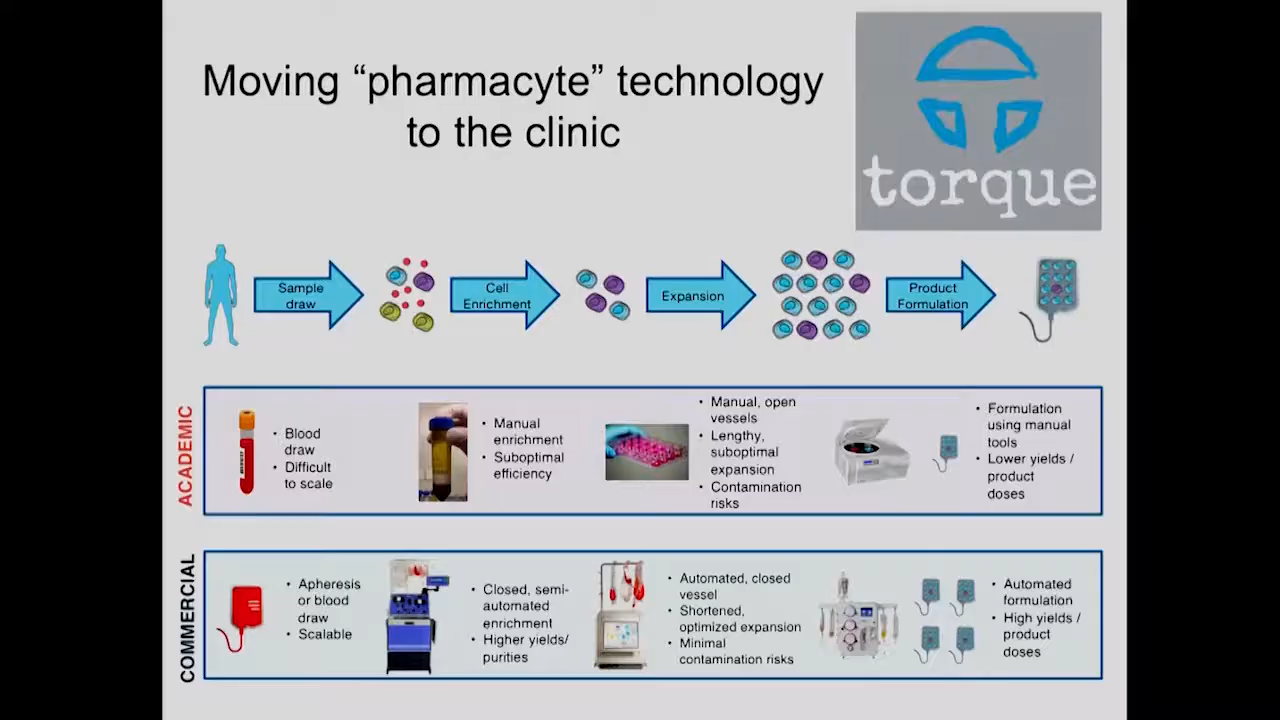 Moving “pharmacyte” technology
to the clinic
torque
Sample
draw
Cell
Enrichment
Expansion
Product
Formulation
ACADEMIC
• Blood
draw
• Difficult
to scale
• Manual
enrichment
• Suboptimal
efficiency
• Manual, open
vessels
• Lengthy,
suboptimal
expansion
• Contamination
risks
• Formulation
using manual
tools
• Lower yields /
product
doses
COMMERCIAL
• Apheresis
or blood
draw
• Scalable
• Closed, semi-
automated
enrichment
• Higher yields/
purities
• Automated, closed
vessel
• Shortened,
optimized expansion
• Minimal
contamination risks
• Automated
formulation
• High yields /
product
doses